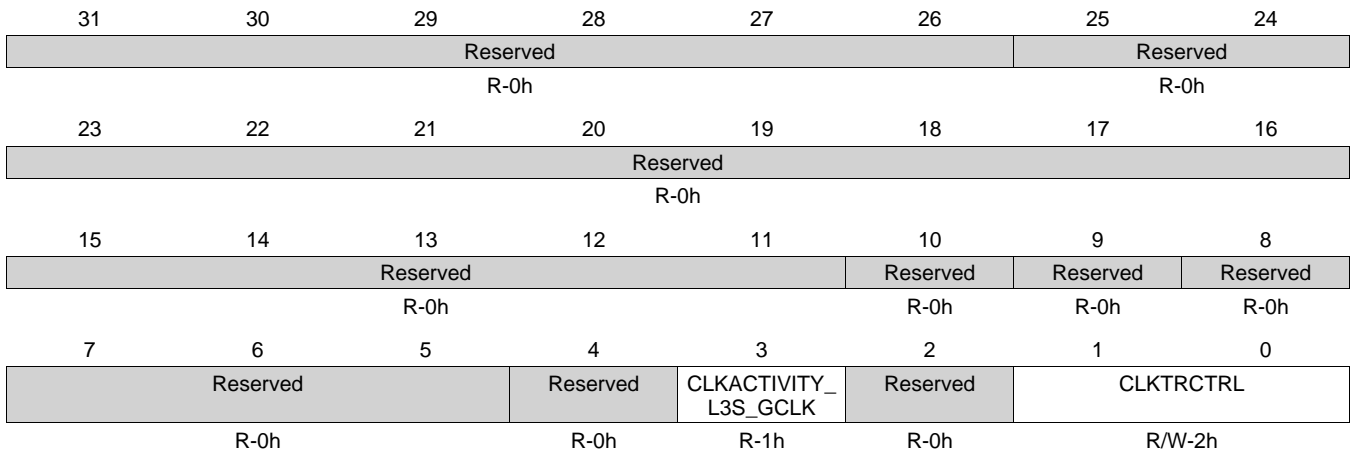 31 30 29 28 27 26 25 24
Reserved Reserved
R-0h R-0h
23 22 21 20 19 18 17 16
Reserved
R-0h
15 14 13 12 11 10 9 8
Reserved Reserved Reserved Reserved
R-0h R-0h R-0h R-0h
7 6 5 4 3 2 1 0
Reserved Reserved CLKACTIVITY_ Reserved CLKTRCTRL
L3S_GCLK
R-0h R-0h R-1h R-0h R/W-2h